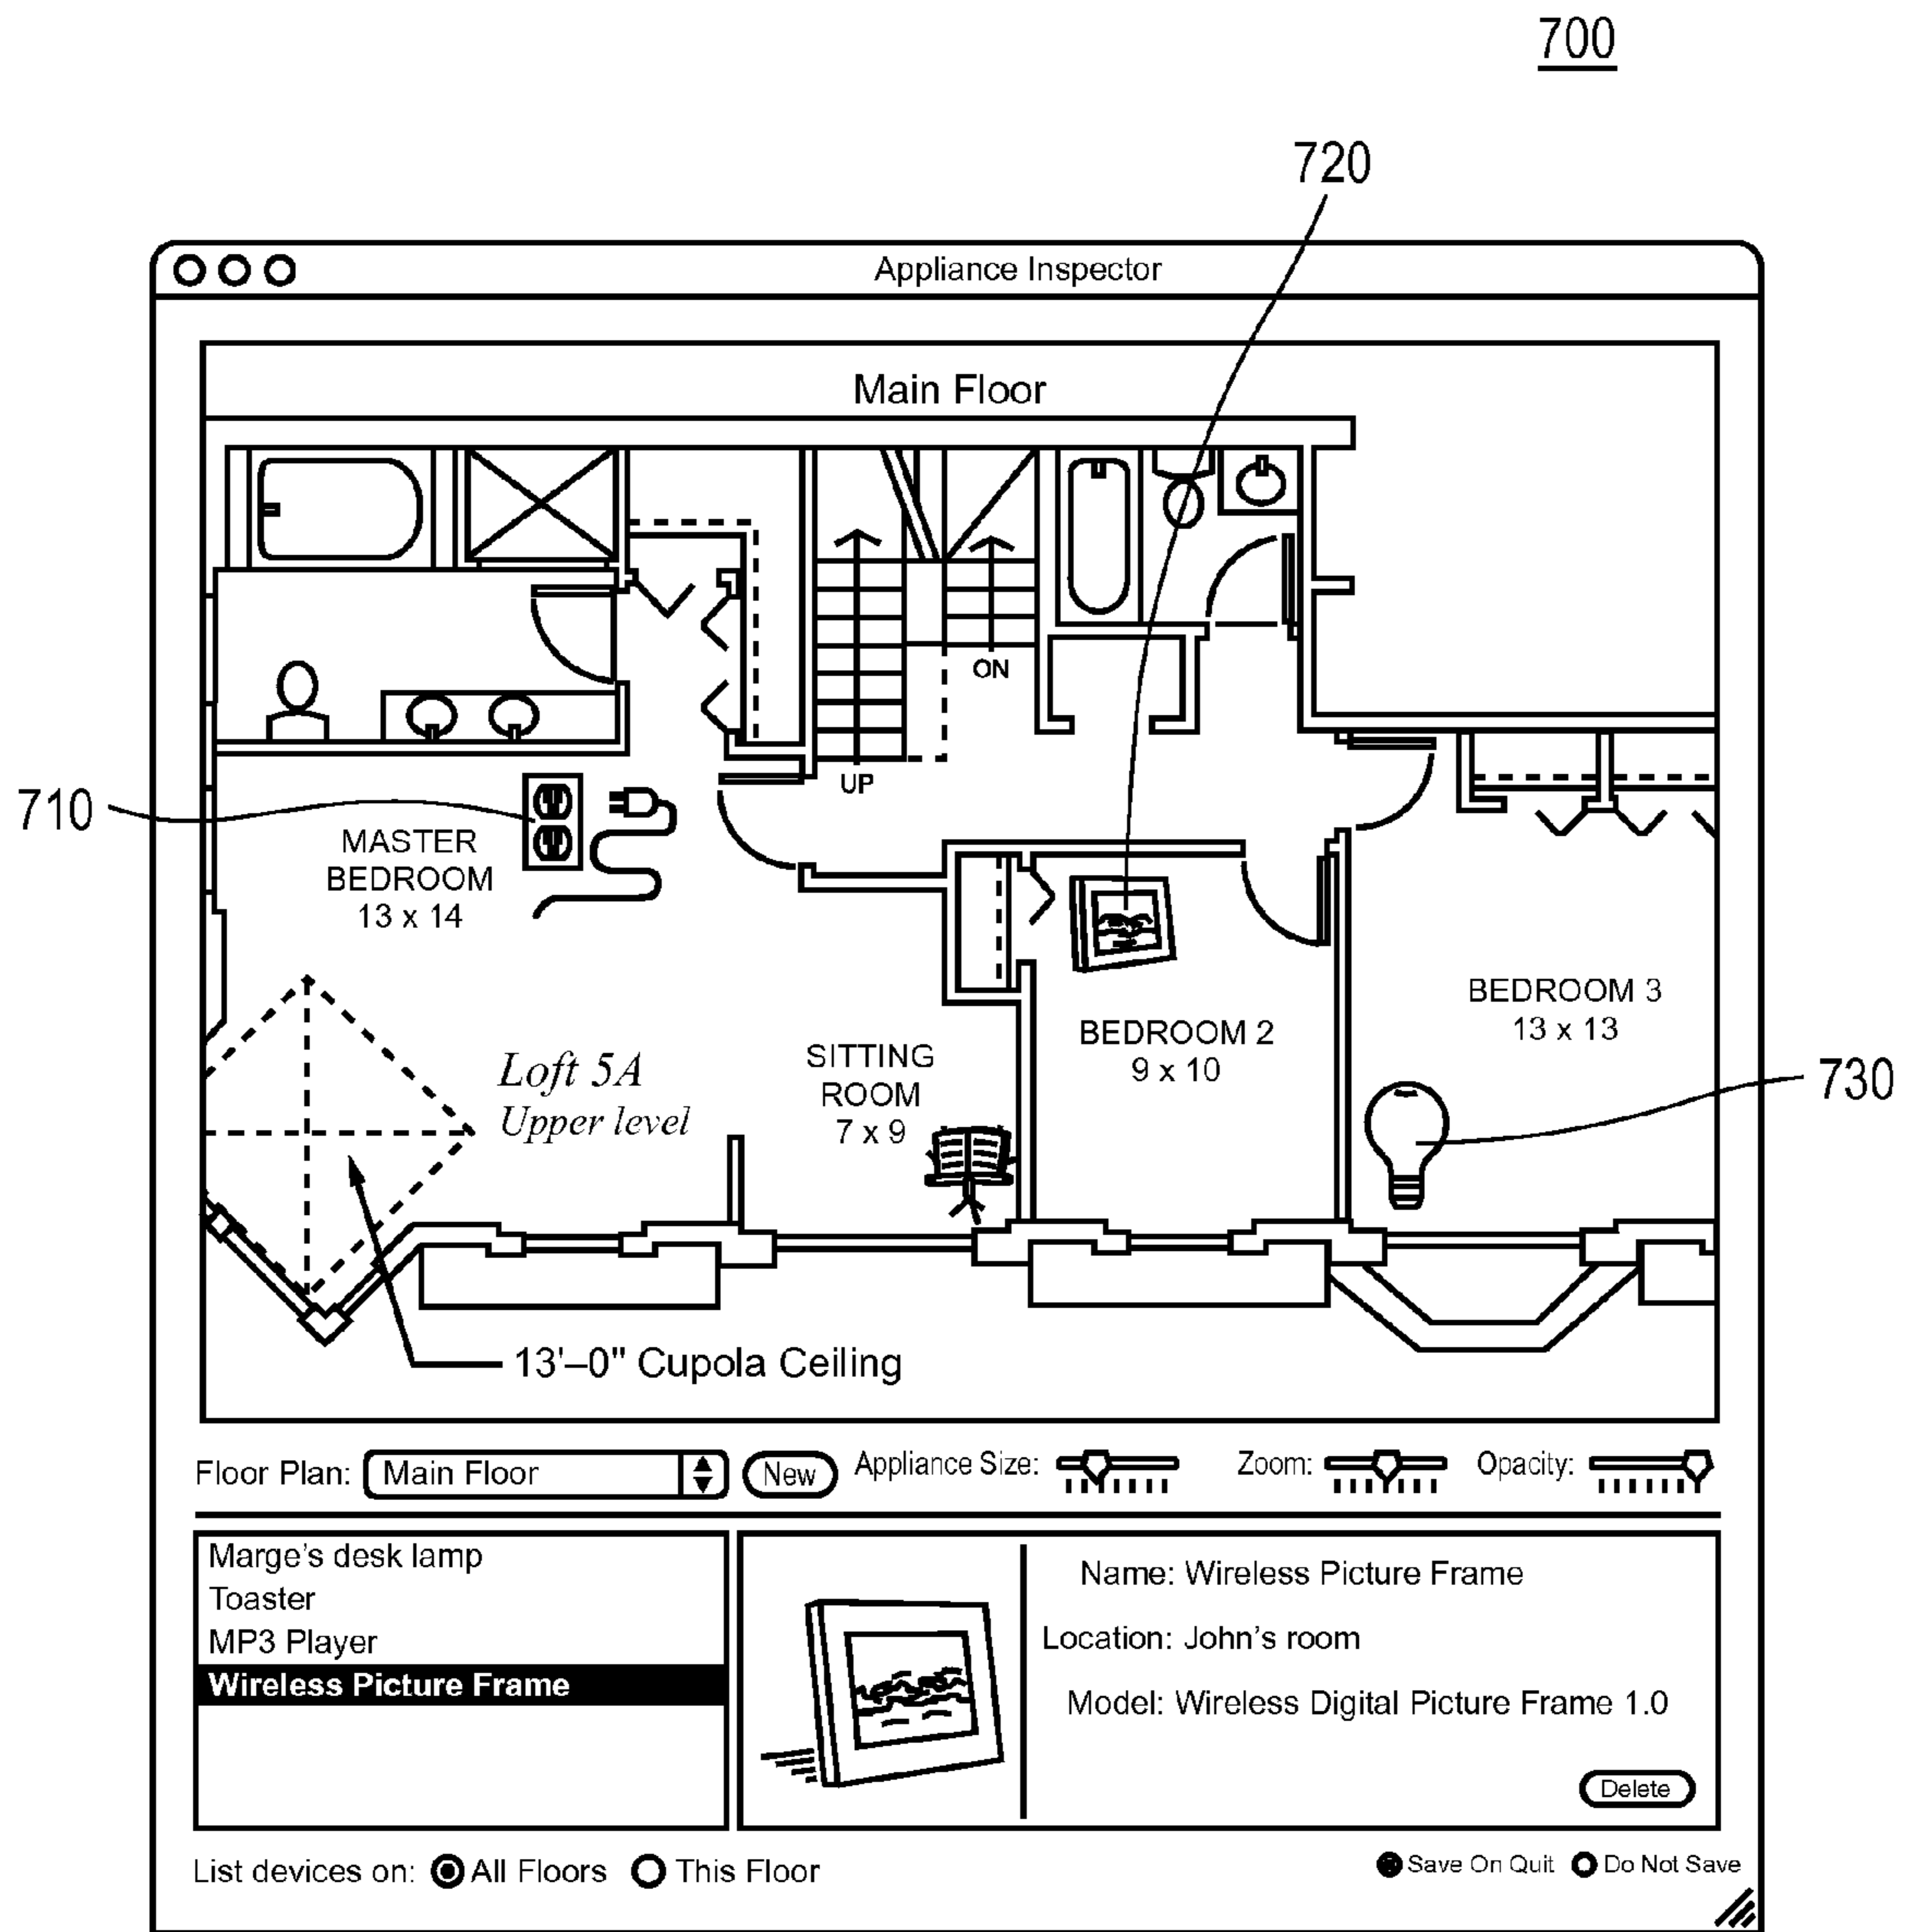 700
720
Appliance Inspector
Main Floor
ON
UP
710
MASTER
BEDROOM
13 x 14
BEDROOM 3
13 x 13
BEDROOM 2
9 x 10
SITTING
ROOM
7 x 9
Loft 5A
Upper level
730
13'–0" Cupola Ceiling
Floor Plan: Main Floor New Appliance Size: Zoom: Opacity:
Marge's desk lamp
Toaster
MP3 Player
Wireless Picture Frame
Name: Wireless Picture Frame
Location: John's room
Model: Wireless Digital Picture Frame 1.0
Delete
List devices on: All Floors This Floor
Save On Quit Do Not Save